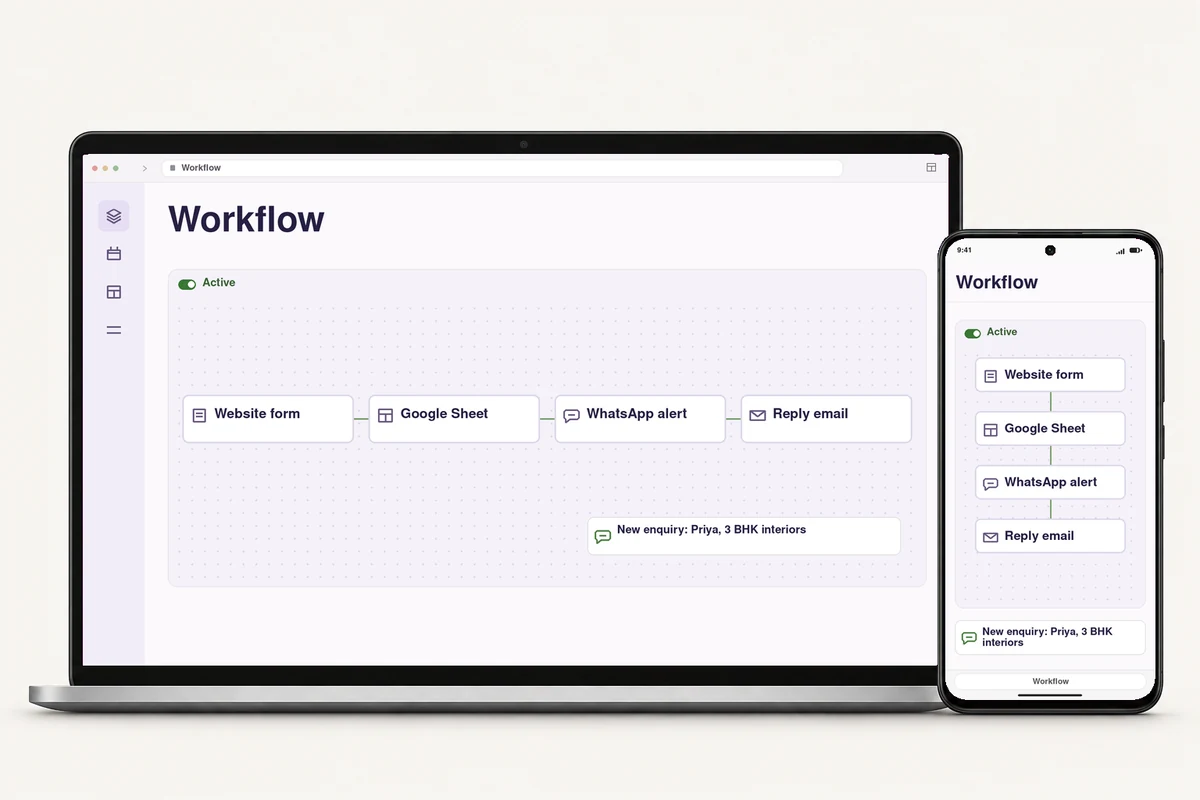 Workflow
Workflow
Active
Website form
Google Sheet
WhatsApp alert
Reply email
New enquiry: Priya, 3 BHK interiors
9:41
Workflow
Active
Website form
Google Sheet
WhatsApp alert
Reply email
New enquiry: Priya, 3 BHK
interiors
Workflow